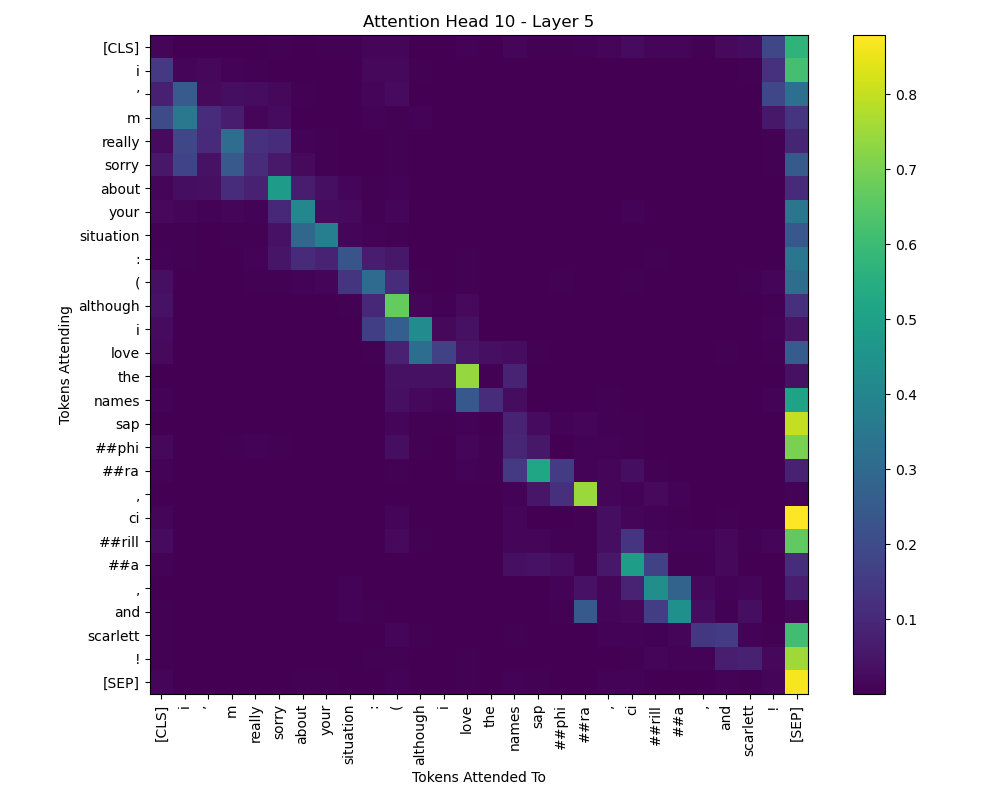 Attention Head 10 - Layer 5
Tokens Attending
[CLS]
i
’
m
really
sorry
about
your
situation
:
(
although
i
love
the
names
sap
##phi
##ra
,
ci
##rill
##a
,
and
scarlett
!
[SEP]
[CLS]
i
’
m
really
sorry
about
your
situation
:
(
although
i
love
the
names
sap
##phi
##ra
,
ci
##rill
##a
,
and
scarlett
!
[SEP]
Tokens Attended To
0.8
0.7
0.6
0.5
0.4
0.3
0.2
0.1